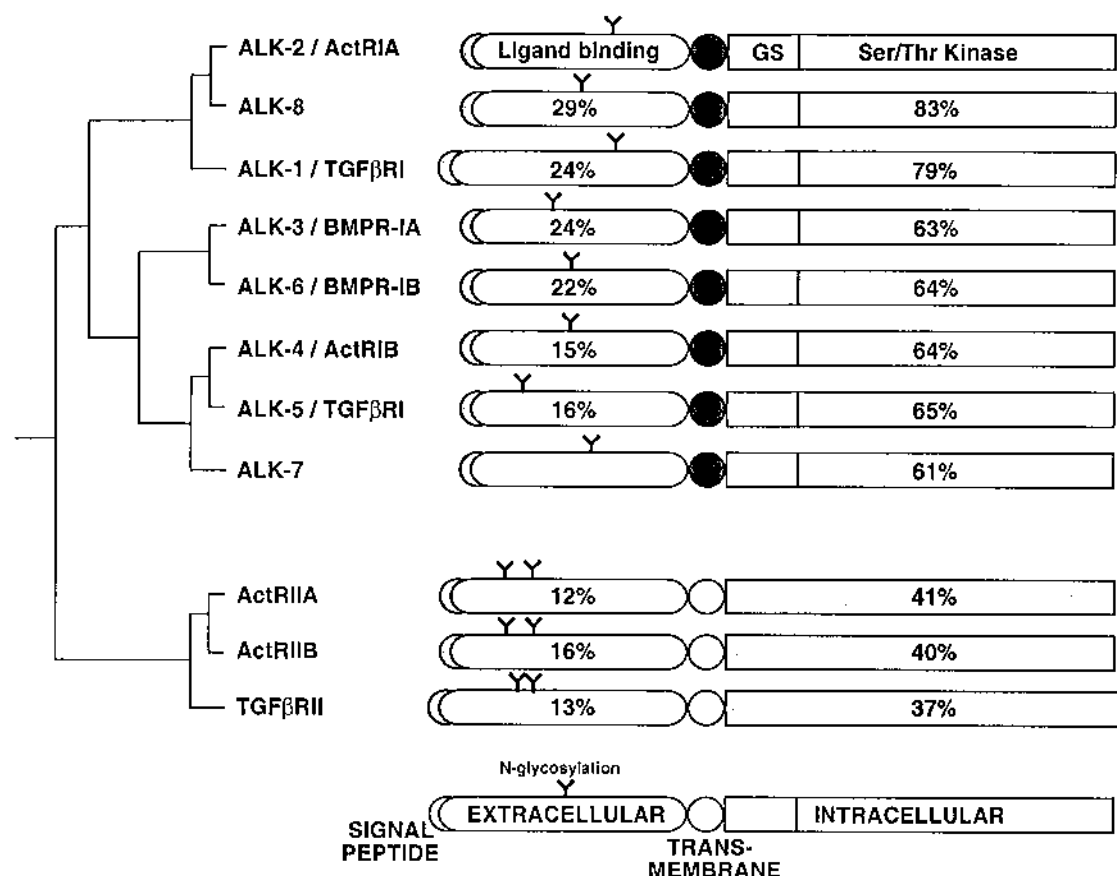 ALK-2 / ActRIA Ligand binding GS Ser/Thr Kinase
ALK-8 29% 83%
ALK-1 / TGFβRI 24% 79%
ALK-3 / BMPR-IA 24% 63%
ALK-6 / BMPR-IB 22% 64%
ALK-4 / ActRIB 15% 64%
ALK-5 / TGFβRI 16% 65%
ALK-7 61%
ActRIIA 12% 41%
ActRIIB 16% 40%
TGFβRII 13% 37%
N-glycosylation
EXTRACELLULAR INTRACELLULAR
SIGNAL
PEPTIDE
TRANS-
MEMBRANE